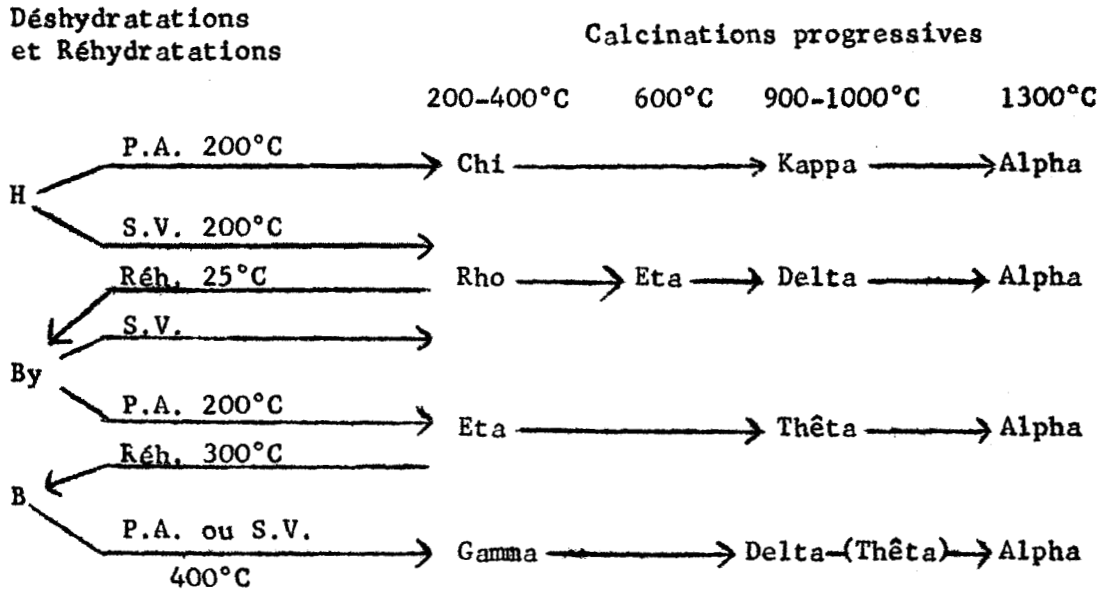 Déshydratations
et Réhydratations
Calcinations progressives
200-400°C 600°C 900-1000°C 1300°C
P.A. 200°C
Chi Kappa Alpha
H
S.V. 200°C
Réh. 25°C
Rho Eta Delta Alpha
S.V.
By
P.A. 200°C
Eta Thêta Alpha
Réh. 300°C
B
P.A. ou S.V.
Gamma Delta-(Thêta) Alpha
400°C